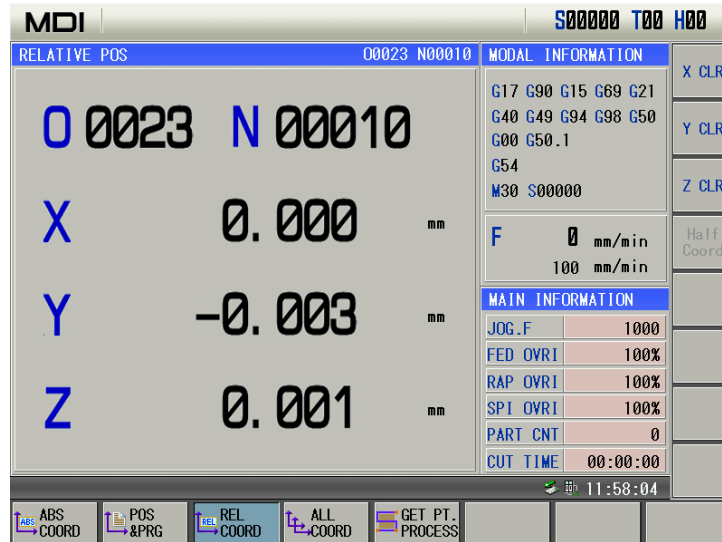 MDI S00000 T00 H00
RELATIVE POS O0023 N00010
O 0023 N 00010
X 0.000 mm
Y -0.003 mm
Z 0.001 mm
MODAL INFORMATION
G17 G90 G15 G69 G21
G40 G49 G94 G98 G50
G00 G50.1
G54
M30 S00000
F 0 mm/min
100 mm/min
MAIN INFORMATION
JOG.F 1000
FED OVRI 100%
RAP OVRI 100%
SPI OVRI 100%
PART CNT 0
CUT TIME 00:00:00
11:58:04
X CLR
Y CLR
Z CLR
Half
Coord
ABS ABS
COORD
POS
&PRG
REL REL
COORD
ALL
COORD
GET PT.
PROCESS